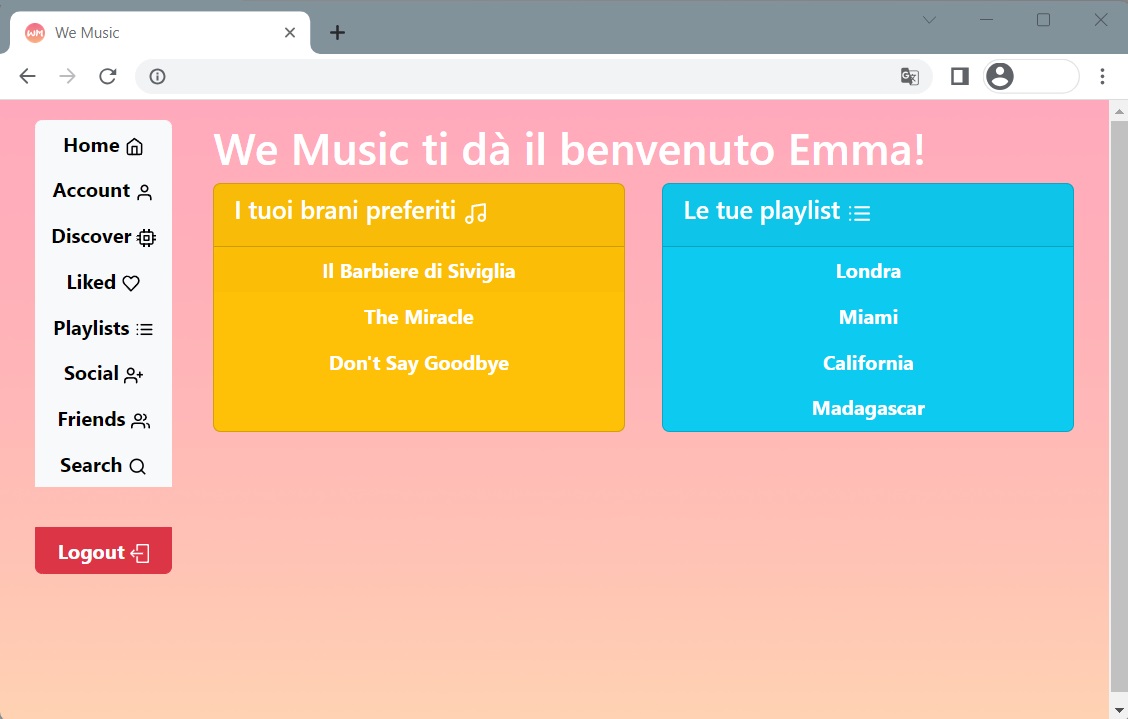 We Music
Home
Account
Discover
Liked
Playlists
Social
Friends
Search
Logout
We Music ti dà il benvenuto Emma!
I tuoi brani preferiti
Il Barbiere di Siviglia
The Miracle
Don't Say Goodbye
Le tue playlist
Londra
Miami
California
Madagascar